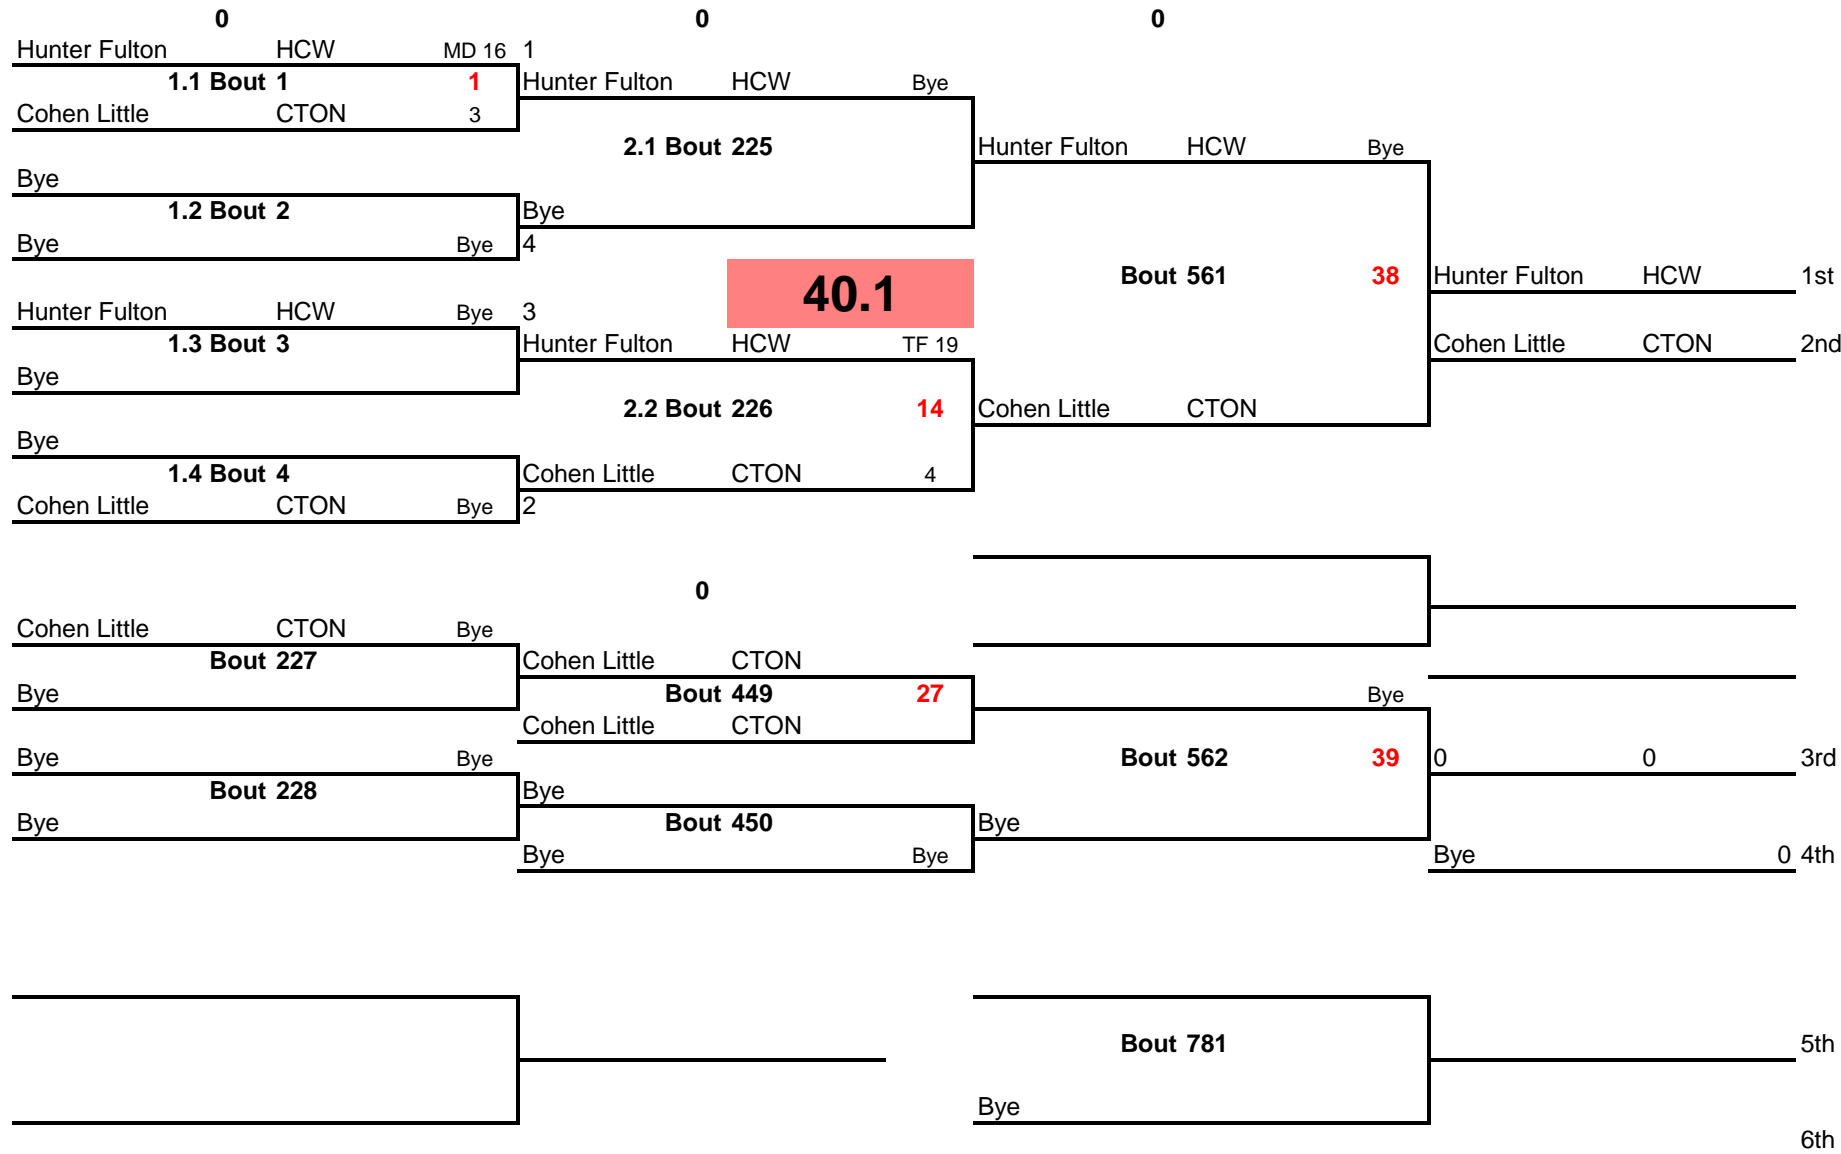 0 0 0
Hunter Fulton HCW MD 16 1
1.1 Bout 1 1 Hunter Fulton HCW Bye
Cohen Little CTON 3
2.1 Bout 225 Hunter Fulton HCW Bye
Bye
1.2 Bout 2 Bye
Bye Bye 4
40.1 Bout 561 38 Hunter Fulton HCW 1st
Hunter Fulton HCW Bye 3
1.3 Bout 3 Hunter Fulton HCW TF 19 Cohen Little CTON 2nd
Bye
2.2 Bout 226 14 Cohen Little CTON
Bye
1.4 Bout 4 Cohen Little CTON 4
Cohen Little CTON Bye 2
0
Cohen Little CTON Bye
Bout 227 Cohen Little CTON
Bye Bout 449 27 Bye
Cohen Little CTON
Bye Bye Bout 562 39 0 0 3rd
Bout 228 Bye
Bye Bout 450 Bye
Bye Bye Bye 0 4th
Bout 781 5th
Bye
6th